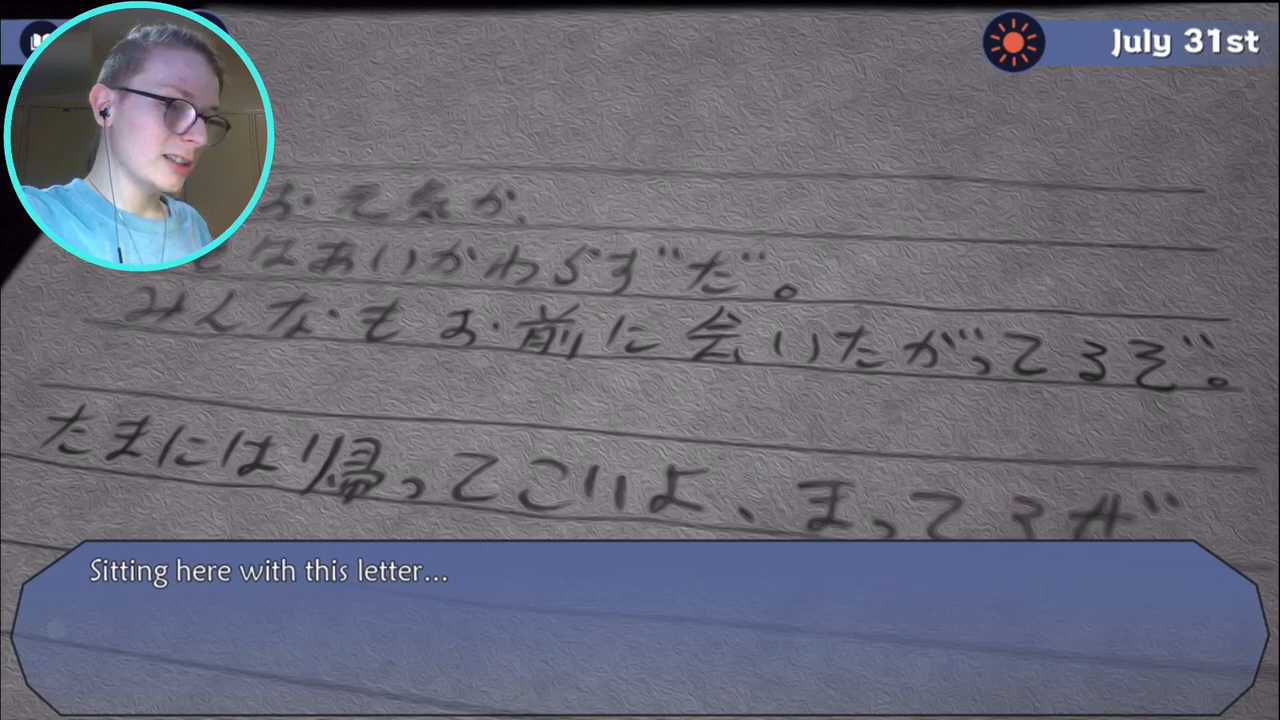 July 31st
お元気か、
はあいかわらずだ。
みんなもお前に会いたがってるぞ。
たまには帰ってこいよ、まってるぜ
Sitting here with this letter...